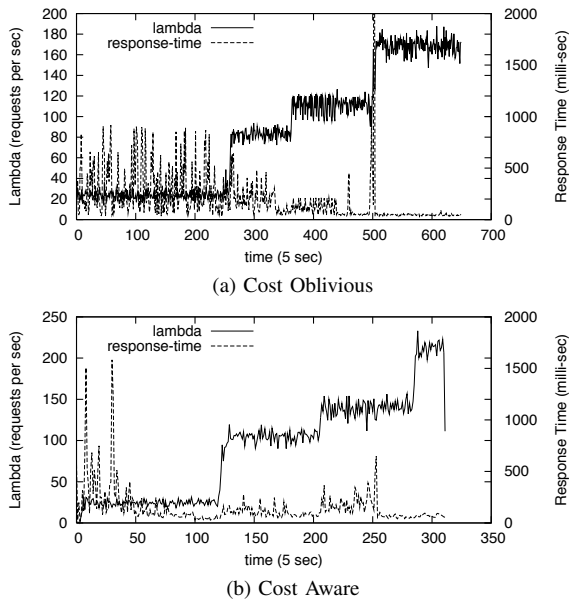 lambda
response-time
200
180
160
140
120
100
80
60
40
20
0
Lambda (requests per sec)
2000
1500
1000
500
0
Response Time (milli-sec)
0 100 200 300 400 500 600 700
time (5 sec)
(a) Cost Oblivious
lambda
response-time
250
200
150
100
50
0
Lambda (requests per sec)
2000
1500
1000
500
0
Response Time (milli-sec)
0 50 100 150 200 250 300 350
time (5 sec)
(b) Cost Aware